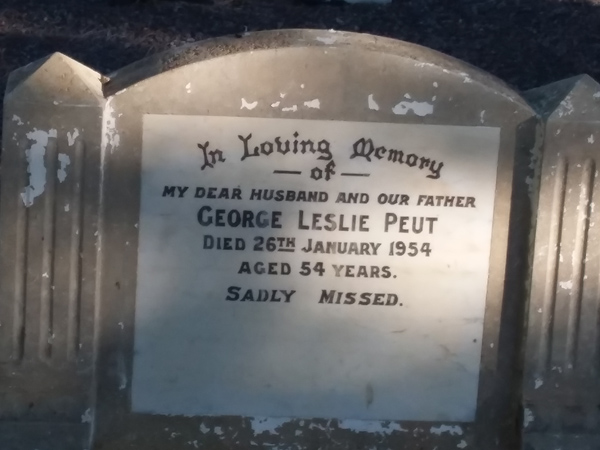 In Loving Memory
— of —
MY DEAR HUSBAND AND OUR FATHER
GEORGE LESLIE PEUT
DIED 26TH JANUARY 1954
AGED 54 YEARS.
SADLY MISSED.